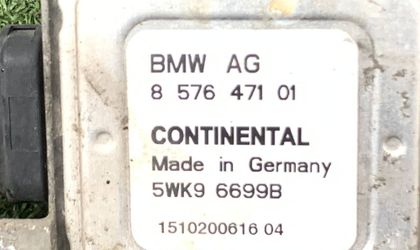 BMW AG
8 576 471 01
CONTINENTAL
Made in Germany
5WK9 6699B
1510200616 04